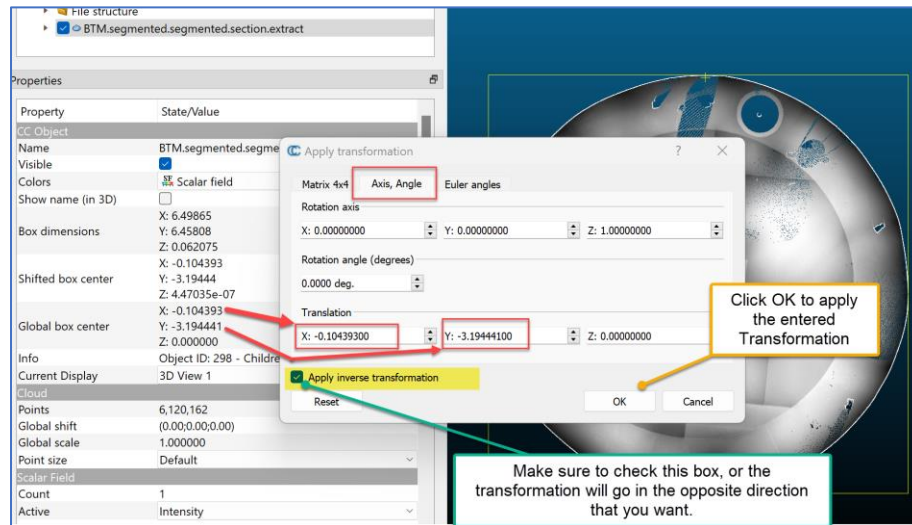 File structure
BTM.segmented.segmented.section.extract
Properties
Property State/Value
CC Object
Name BTM.segmented.segme
Visible
Colors SF Scalar field
Show name (in 3D)
Box dimensions
X: 6.49865
Y: 6.45808
Z: 0.062075
Shifted box center
X: -0.104393
Y: -3.19444
Z: 4.47035e-07
Global box center
X: -0.104393
Y: -3.194441
Z: 0.000000
Info Object ID: 298 - Childre
Current Display 3D View 1
Cloud
Points 6,120,162
Global shift (0.00;0.00;0.00)
Global scale 1.000000
Point size Default
Scalar Field
Count 1
Active Intensity
Apply transformation ?
Matrix 4x4 Axis, Angle Euler angles
Rotation axis
X: 0.00000000 Y: 0.00000000 Z: 1.00000000
Rotation angle (degrees)
0.0000 deg.
Translation
X: -0.10439300 Y: -3.19444100 Z: 0.00000000
Apply inverse transformation
Reset OK Cancel
Click OK to apply
the entered
Transformation
Make sure to check this box, or the
transformation will go in the opposite direction
that you want.